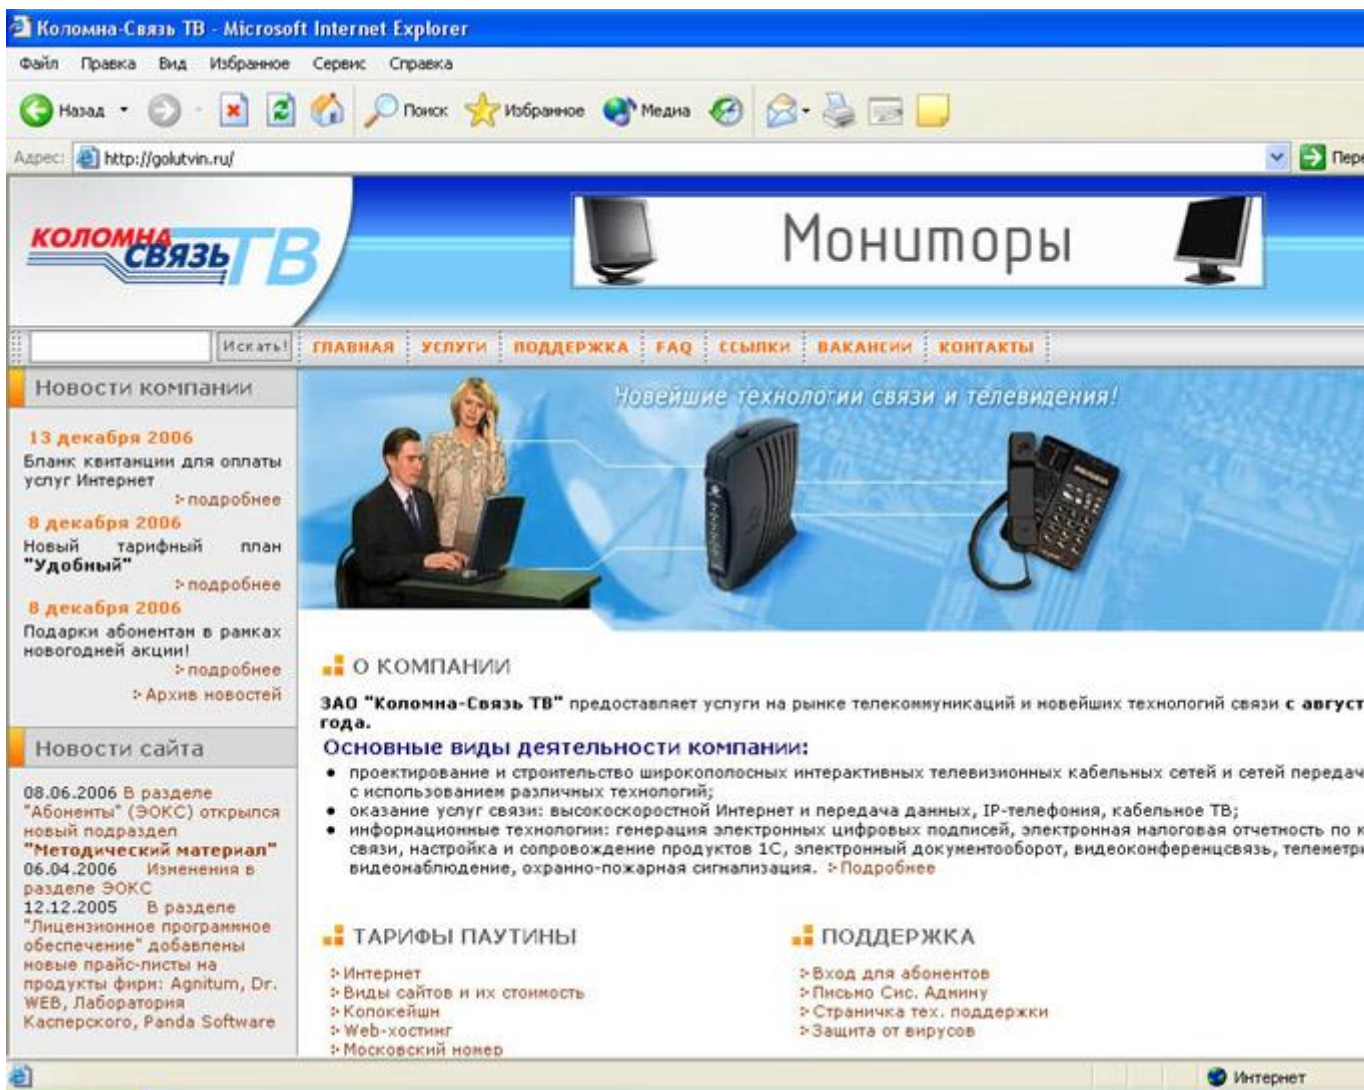 Коломна-Связь ТВ - Microsoft Internet Explorer
Файл Правка Вид Избранное Сервис Справка
Назад Поиск Избранное Медиа
Адрес: http://golutvin.ru/
КОЛОМНА
СВЯЗЬ ТВ
Мониторы
Искать! ГЛАВНАЯ УСЛУГИ ПОДДЕРЖКА FAQ ССЫЛКИ ВАКАНСИИ КОНТАКТЫ
Новости компании
13 декабря 2006
Бланк квитанции для оплаты
услуг Интернет
подробнее
8 декабря 2006
Новый тарифный план
"Удобный"
подробнее
8 декабря 2006
Подарки абонентам в рамках
новогодней акции!
подробнее
Архив новостей
Новости сайта
08.06.2006 В разделе
"Абоненты" (ЭОКС) открылся
новый подраздел
"Методический материал"
06.04.2006 Изменения в
разделе ЭОКС
12.12.2005 В разделе
"Лицензионное программное
обеспечение" добавлены
новые прайс-листы на
продукты фирм: Agnitum, Dr.
WEB, Лаборатория
Касперского, Panda Software
Новейшие технологии связи и телевидения!
О КОМПАНИИ
ЗАО "Коломна-Связь ТВ" предоставляет услуги на рынке телекоммуникаций и новейших технологий связи с август
года.
Основные виды деятельности компании:
• проектирование и строительство широкополосных интерактивных телевизионных кабельных сетей и сетей передач
с использованием различных технологий;
• оказание услуг связи: высокоскоростной Интернет и передача данных, IP-телефония, кабельное ТВ;
• информационные технологии: генерация электронных цифровых подписей, электронная налоговая отчетность по к
связи, настройка и сопровождение продуктов 1С, электронный документооборот, видеоконференцсвязь, телеметри
видеонаблюдение, охранно-пожарная сигнализация. Подробнее
ТАРИФЫ ПАУТИНЫ
Интернет
Виды сайтов и их стоимость
Колокейшн
Web-хостинг
Московский номер
ПОДДЕРЖКА
Вход для абонентов
Письмо Сис. Админу
Страничка тех. поддержки
Защита от вирусов
Интернет